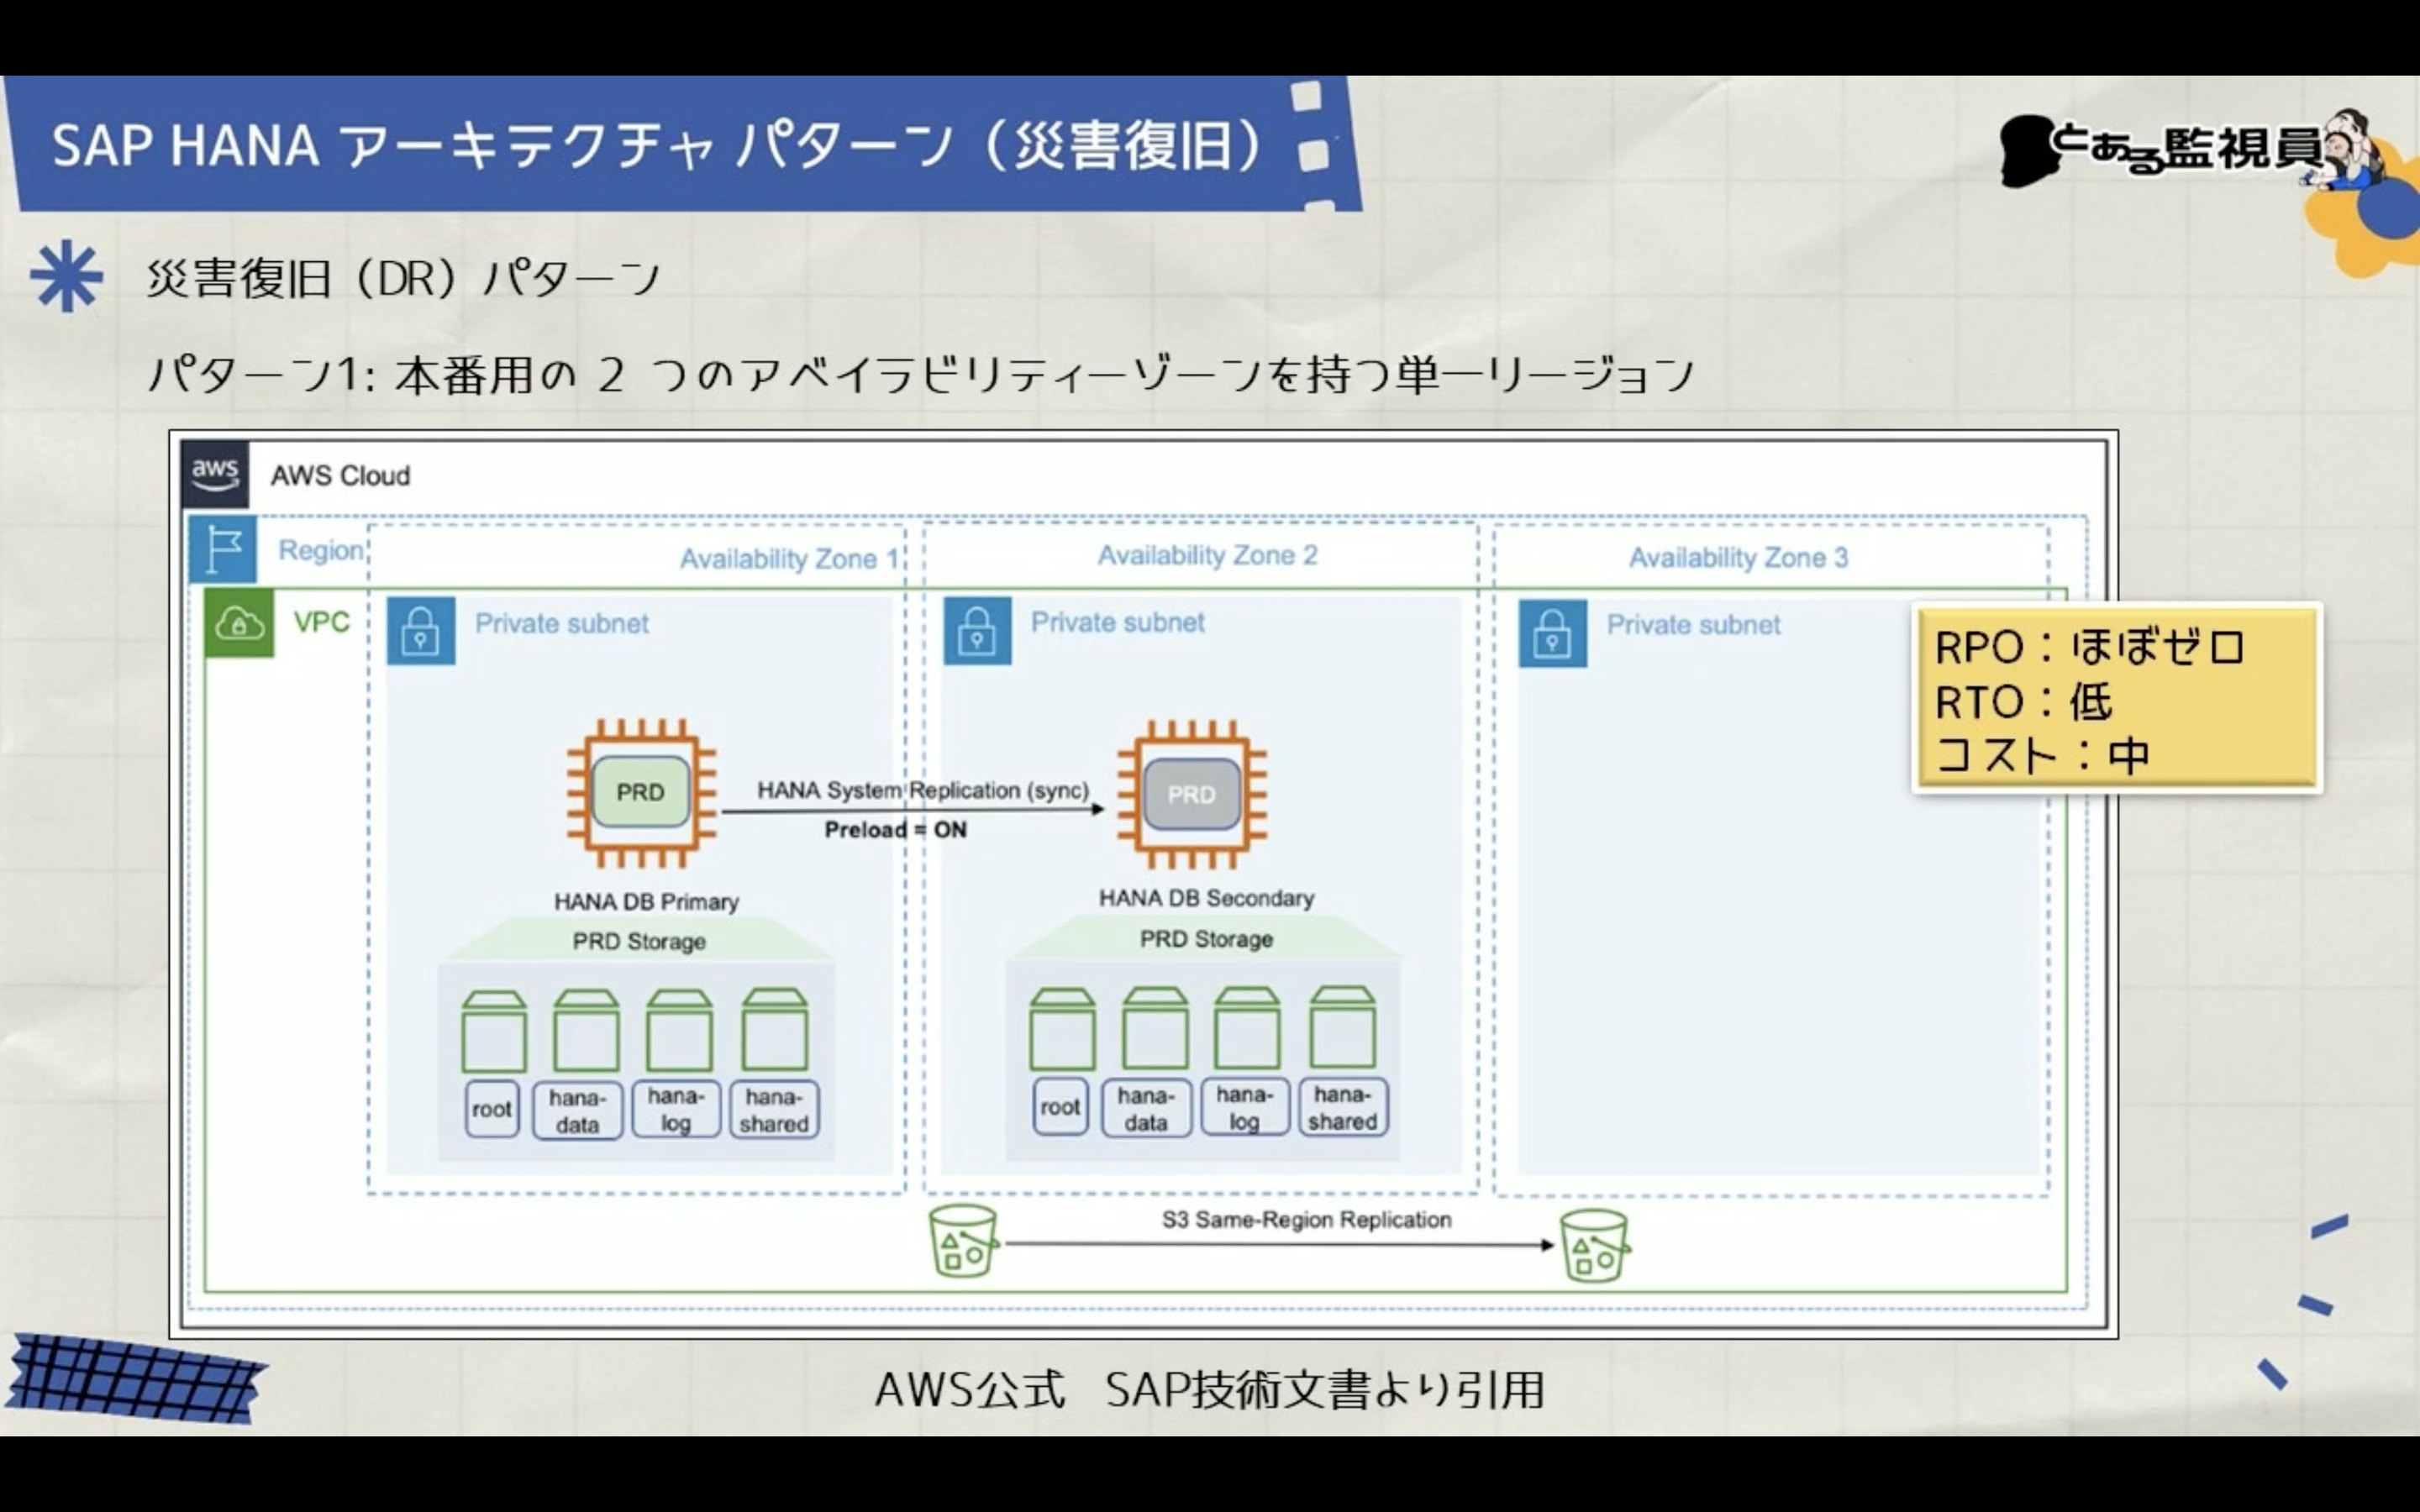 SAP HANA アーキテクチャ パターン（災害復旧）
とある監視員
災害復旧（DR）パターン
パターン1: 本番用の 2 つのアベイラビリティーゾーンを持つ単一リージョン
aws
AWS Cloud
Region
Availability Zone 1
Availability Zone 2
Availability Zone 3
VPC
Private subnet
Private subnet
Private subnet
RPO：ほぼゼロ
RTO：低
コスト：中
PRD
HANA System Replication (sync)
Preload = ON
PRD
HANA DB Primary
HANA DB Secondary
PRD Storage
PRD Storage
root
hana-
data
hana-
log
hana-
shared
root
hana-
data
hana-
log
hana-
shared
S3 Same-Region Replication
AWS公式　SAP技術文書より引用